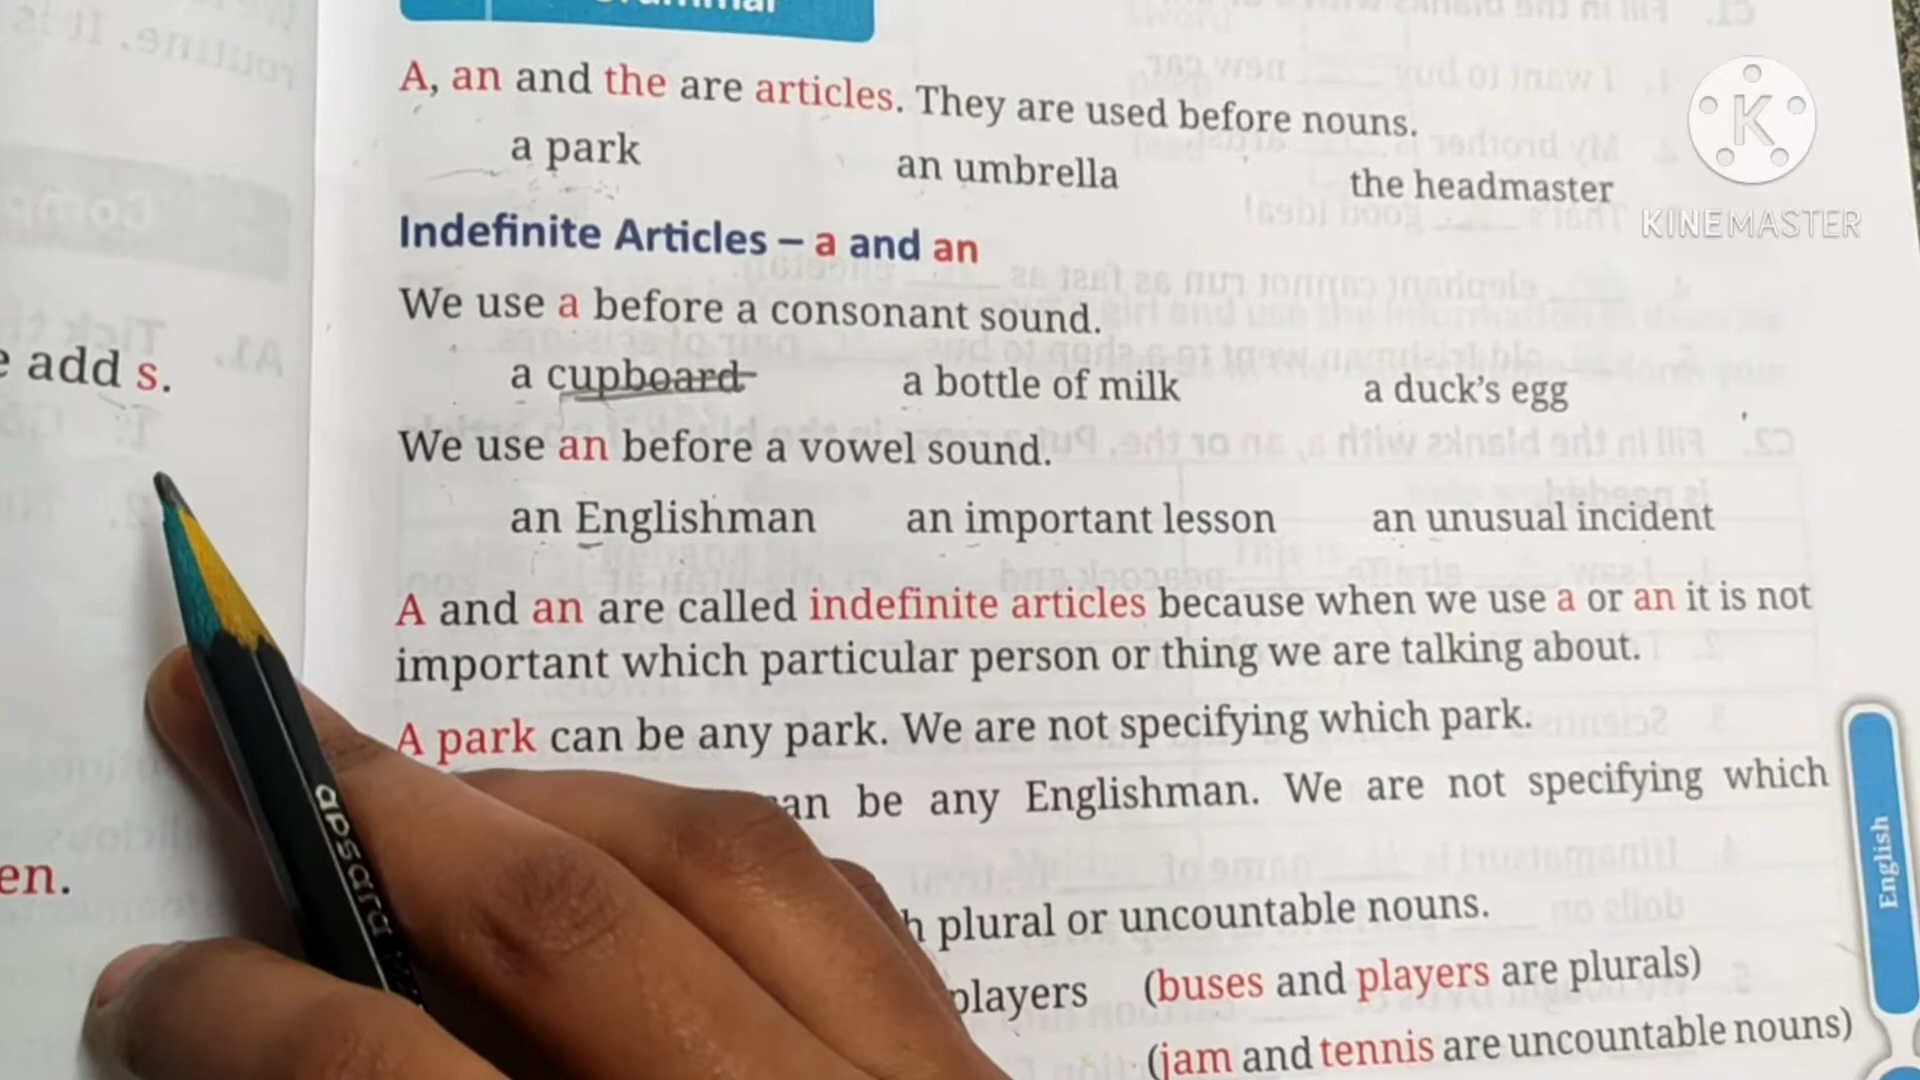 Grammar
A, an and the are articles. They are used before nouns.
a park an umbrella the headmaster
KINEMASTER
Indefinite Articles – a and an
We use a before a consonant sound.
a cupboard a bottle of milk a duck's egg
e add s.
We use an before a vowel sound.
an Englishman an important lesson an unusual incident
A and an are called indefinite articles because when we use a or an it is not
important which particular person or thing we are talking about.
A park can be any park. We are not specifying which park.
can be any Englishman. We are not specifying which
en.
h plural or uncountable nouns.
players (buses and players are plurals)
(jam and tennis are uncountable nouns)
English
apsara